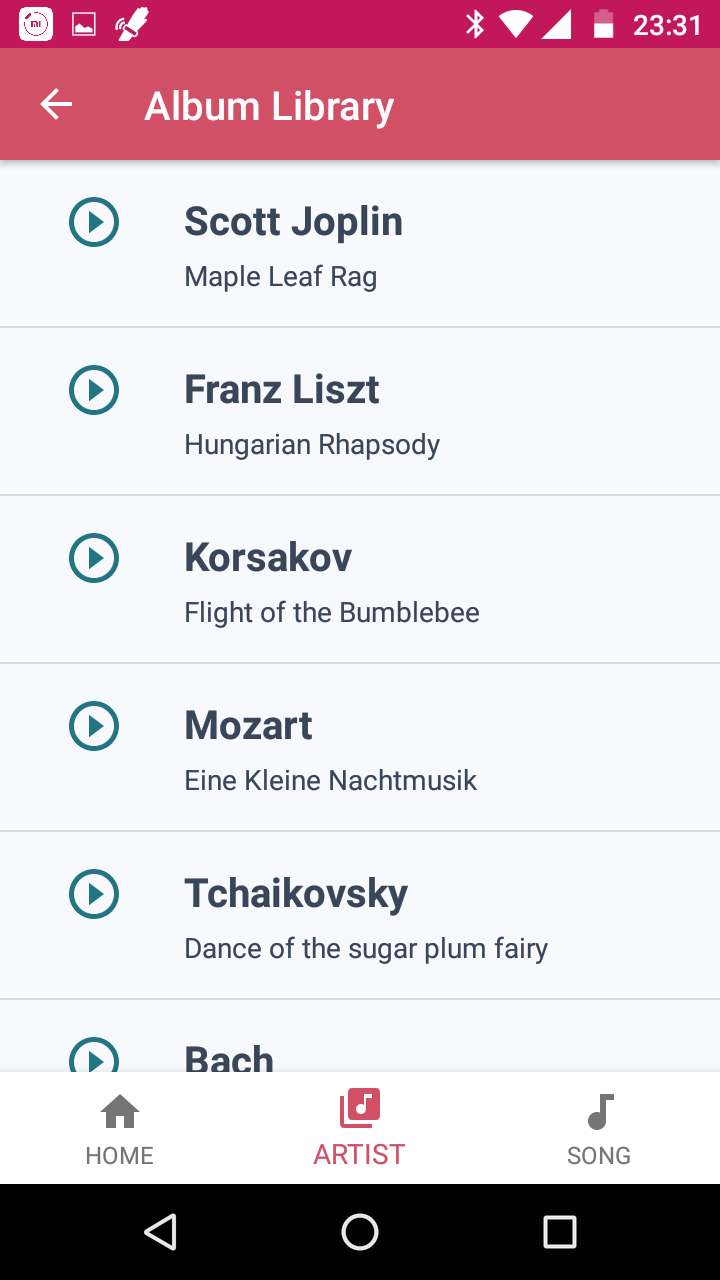 23:31
Album Library
Scott Joplin
Maple Leaf Rag
Franz Liszt
Hungarian Rhapsody
Korsakov
Flight of the Bumblebee
Mozart
Eine Kleine Nachtmusik
Tchaikovsky
Dance of the sugar plum fairy
Bach
HOME ARTIST SONG